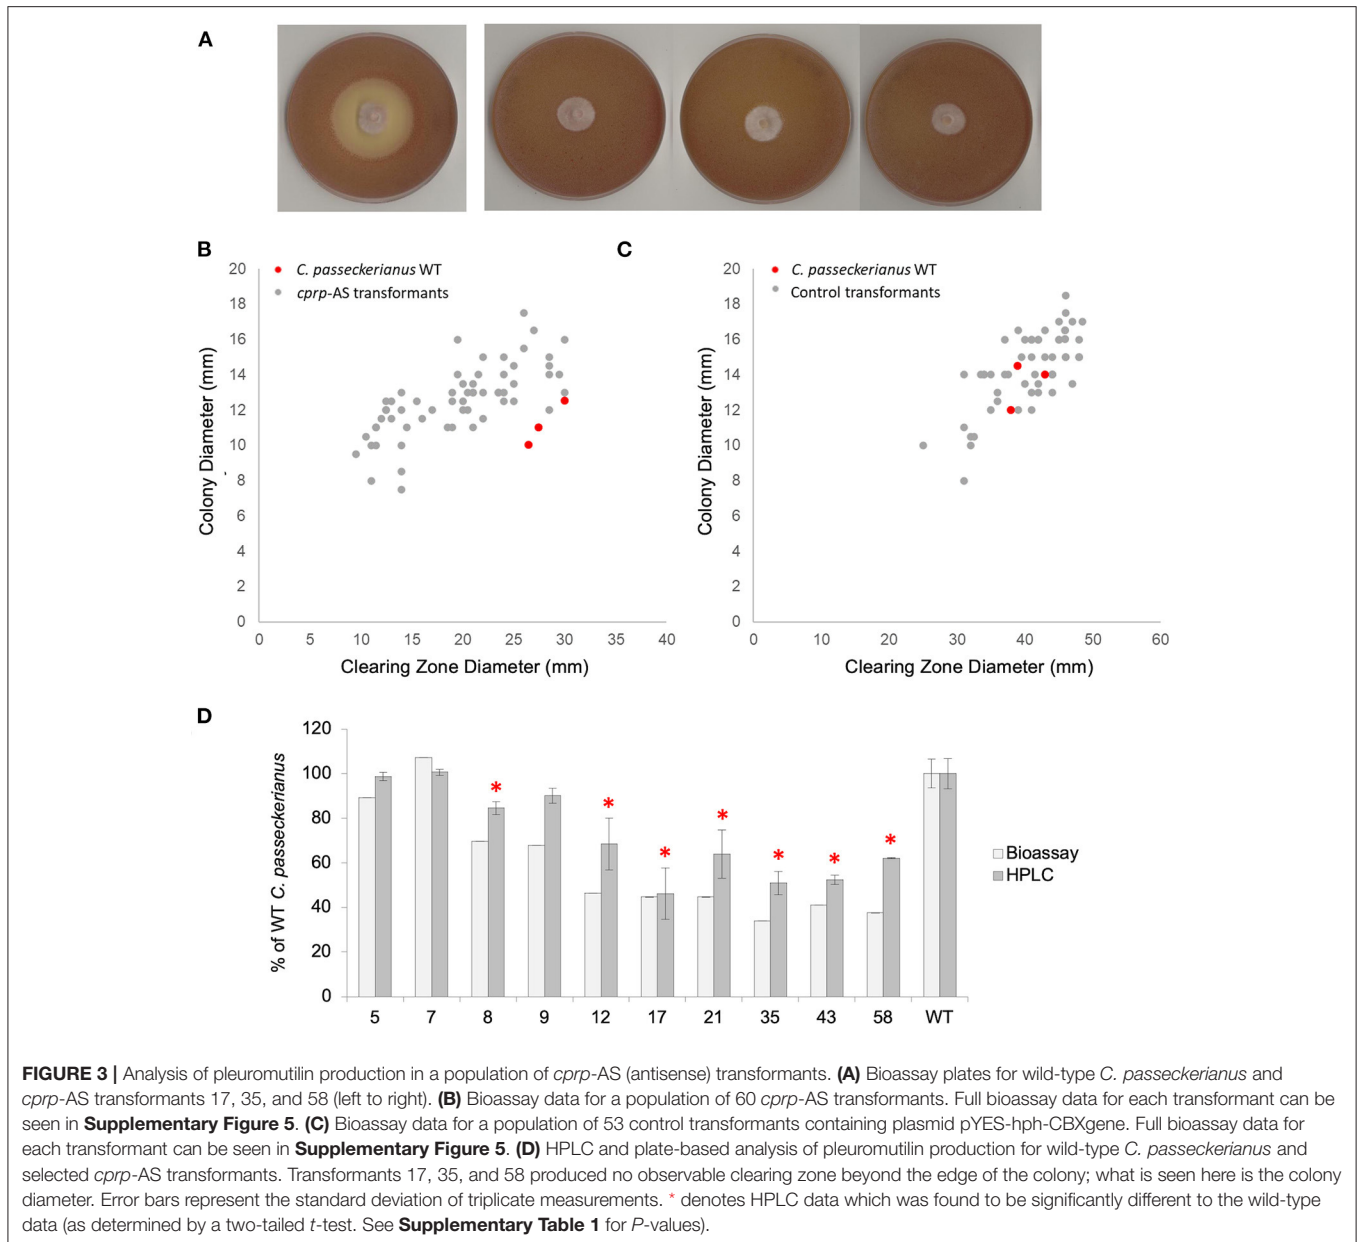 A
B
C
20
18
16
14
12
10
8
6
4
2
0
Colony Diameter (mm)
C. passeckerianus WT
cprp-AS transformants
0 5 10 15 20 25 30 35 40
Clearing Zone Diameter (mm)
20
18
16
14
12
10
8
6
4
2
0
Colony Diameter (mm)
C. passeckerianus WT
Control transformants
0 10 20 30 40 50 60
Clearing Zone Diameter (mm)
D
120
100
80
60
40
20
0
% of WT C. passeckerianus
* * * * * * *
Bioassay
HPLC
5 7 8 9 12 17 21 35 43 58 WT
FIGURE 3 | Analysis of pleuromutilin production in a population of cprp-AS (antisense) transformants. (A) Bioassay plates for wild-type C. passeckerianus and
cprp-AS transformants 17, 35, and 58 (left to right). (B) Bioassay data for a population of 60 cprp-AS transformants. Full bioassay data for each transformant can be
seen in Supplementary Figure 5. (C) Bioassay data for a population of 53 control transformants containing plasmid pYES-hph-CBXgene. Full bioassay data for
each transformant can be seen in Supplementary Figure 5. (D) HPLC and plate-based analysis of pleuromutilin production for wild-type C. passeckerianus and
selected cprp-AS transformants. Transformants 17, 35, and 58 produced no observable clearing zone beyond the edge of the colony; what is seen here is the colony
diameter. Error bars represent the standard deviation of triplicate measurements. * denotes HPLC data which was found to be significantly different to the wild-type
data (as determined by a two-tailed t-test. See Supplementary Table 1 for P-values).